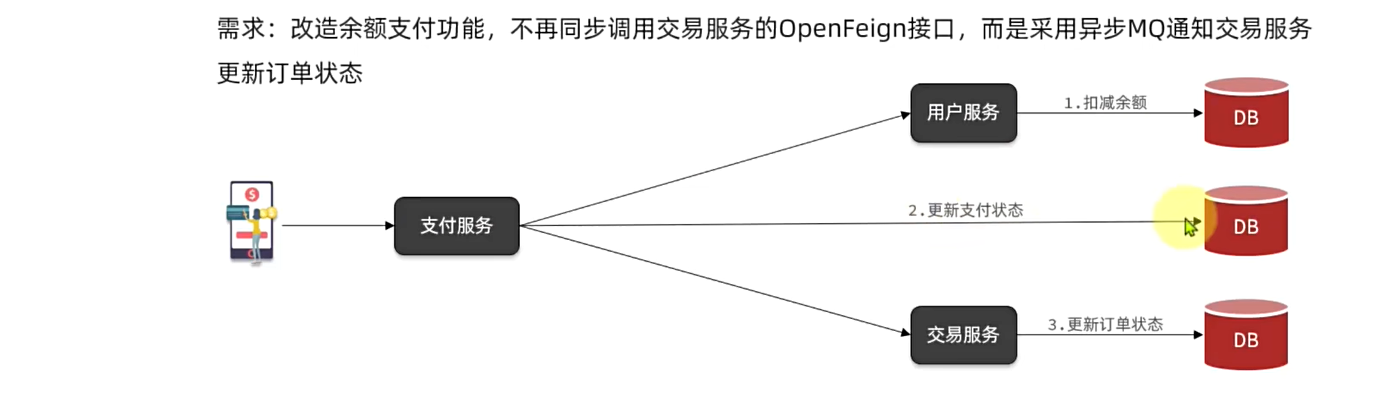 需求：改造余额支付功能，不再同步调用交易服务的OpenFeign接口，而是采用异步MQ通知交易服务
更新订单状态
用户服务
1.扣减余额
DB
支付服务
2.更新支付状态
DB
交易服务
3.更新订单状态
DB